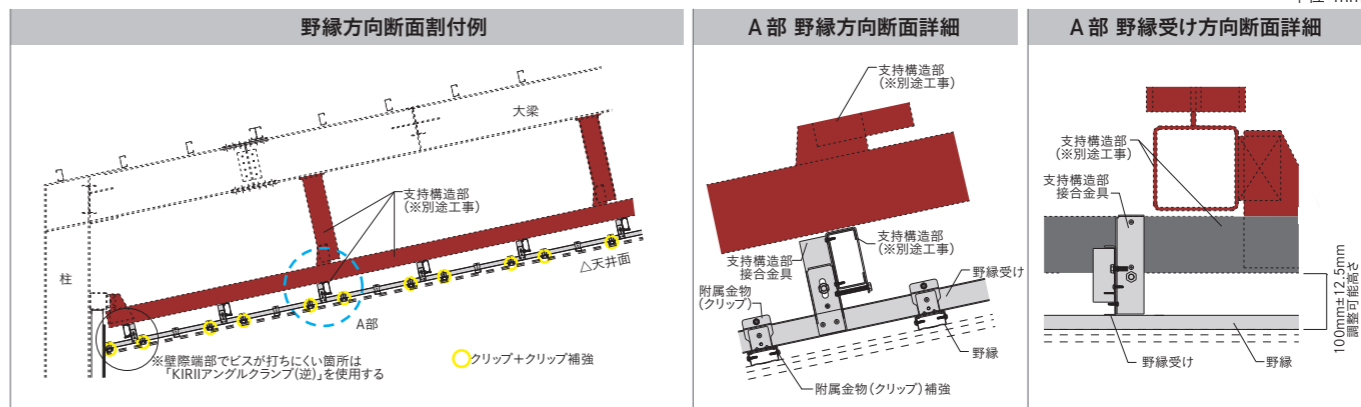 野縁方向断面割付例
大梁
支持構造部
(※別途工事)
柱
△天井面
A部
※壁際端部でビスが打ちにくい箇所は
「KIRIIアングルクランプ(逆)」を使用する
クリップ+クリップ補強
A部 野縁方向断面詳細
支持構造部
(※別途工事)
支持構造部
(※別途工事)
支持構造部
接合金具
野縁受け
附属金物
(クリップ)
野縁
附属金物(クリップ)補強
A部 野縁受け方向断面詳細
支持構造部
(※別途工事)
支持構造部
接合金具
100mm±12.5mm
調整可能高さ
野縁受け
野縁